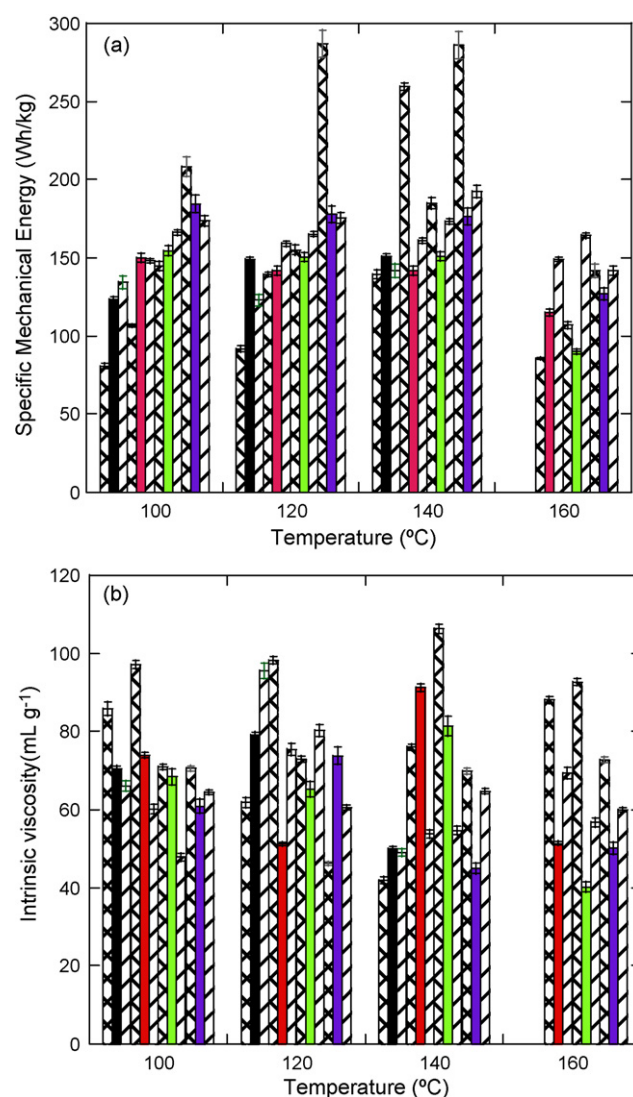 (a)
300
250
200
150
100
50
0
Specific Mechanical Energy (Wh/kg)
100 120 140 160
Temperature (ºC)
(b)
120
100
80
60
40
20
0
Intrinsic viscosity(mL g-1)
100 120 140 160
Temperature (ºC)